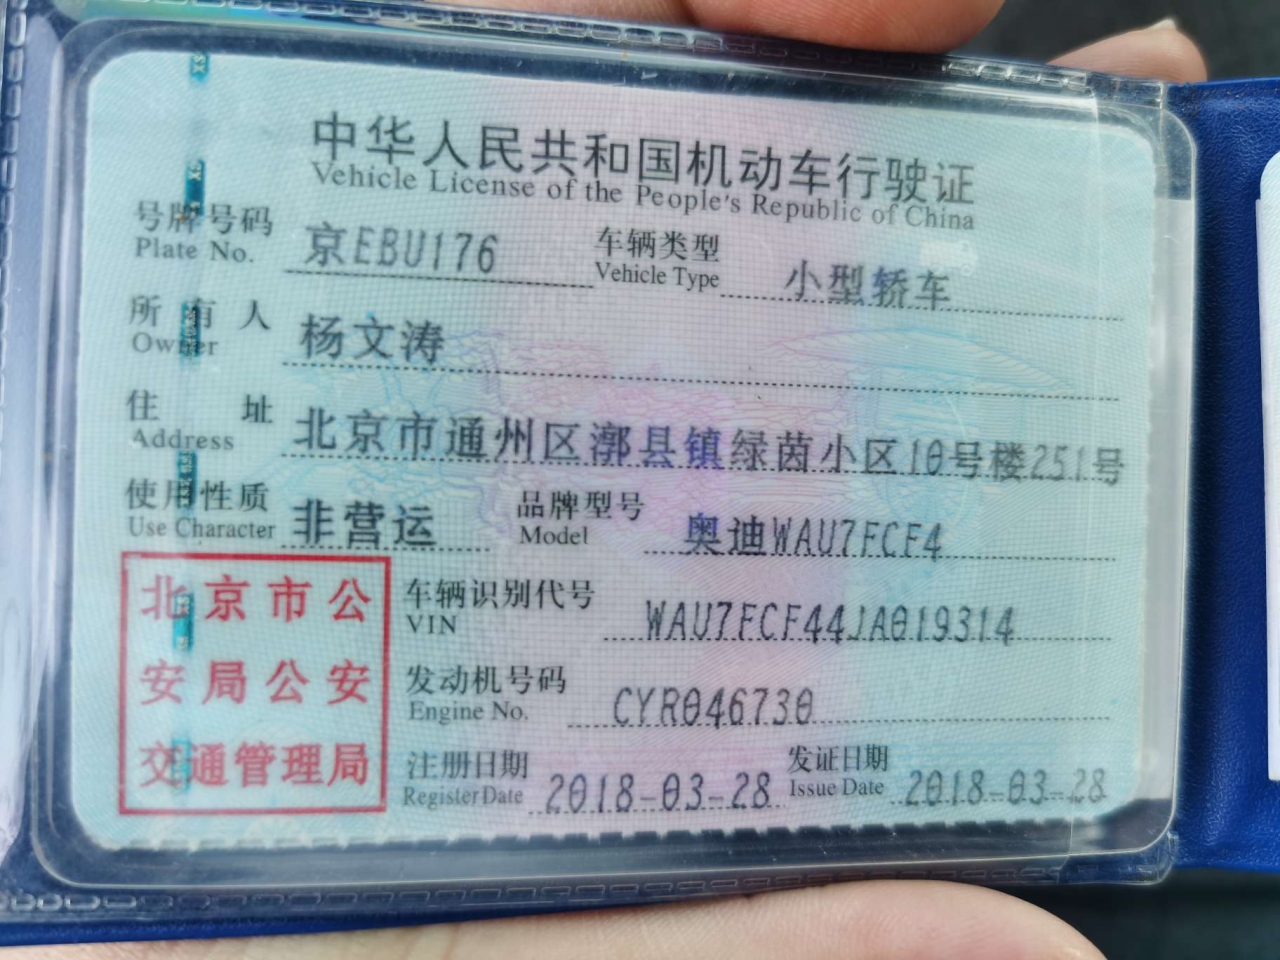 中华人民共和国机动车行驶证
Vehicle License of the People's Republic of China
号牌号码 京EBU176 车辆类型 小型轿车
Plate No. Vehicle Type
所有人 杨文涛
Owner
住址 北京市通州区漷县镇绿茵小区10号楼251号
Address
使用性质 非营运 品牌型号 奥迪WAU7FCF4
Use Character Model
北京市公
安局公安
交通管理局
车辆识别代号 WAU7FCF44JA019314
VIN
发动机号码 CYR046730
Engine No.
注册日期 2018-03-28 发证日期 2018-03-28
Register Date Issue Date